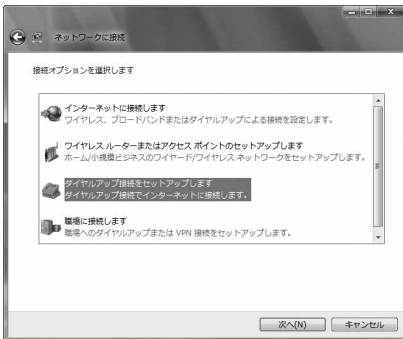 ネットワークに接続
接続オプションを選択します
インターネットに接続します
ワイヤレス、ブロードバンドまたはダイヤルアップによる接続を設定します。
ワイヤレス ルーターまたはアクセス ポイントのセットアップします
ホーム/小規模ビジネスのワイヤード/ワイヤレス ネットワークをセットアップします。
ダイヤルアップ接続をセットアップします
ダイヤルアップ接続でインターネットに接続します。
職場に接続します
職場へのダイヤルアップまたは VPN 接続をセットアップします。
次へ(N)
キャンセル